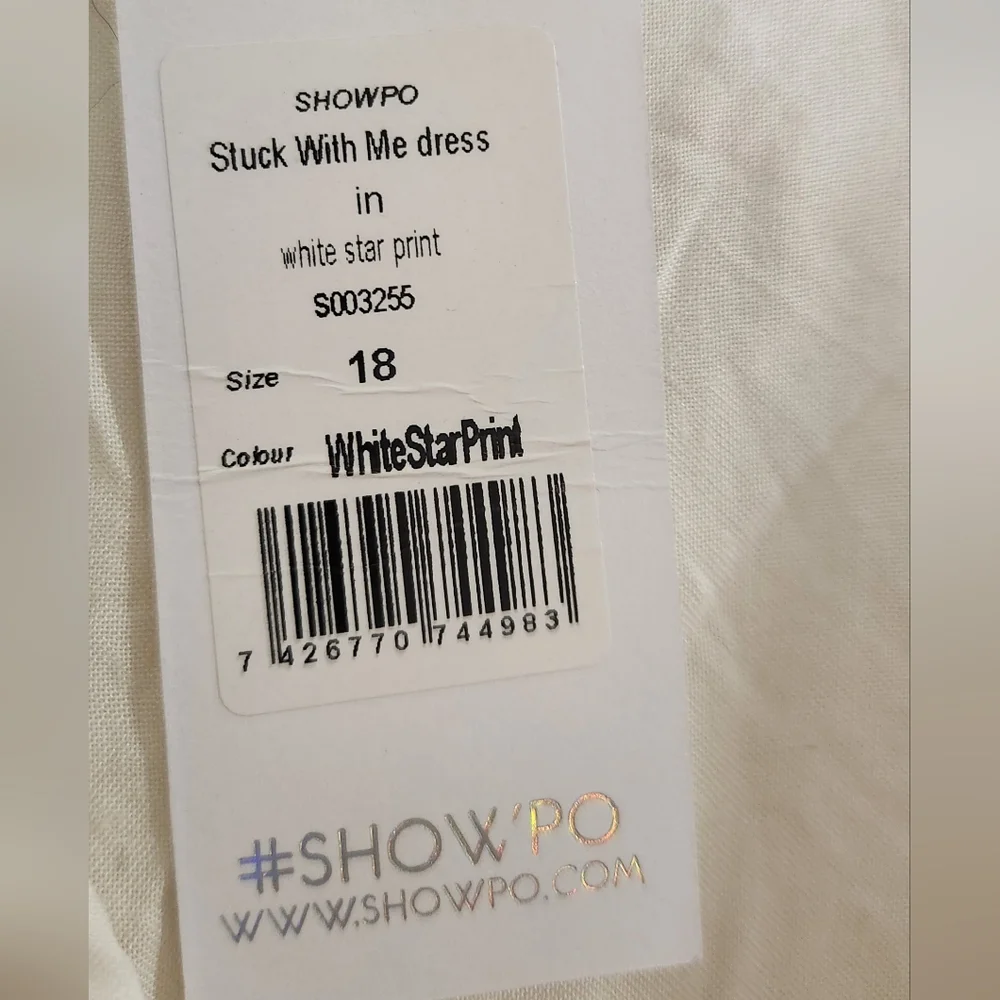 SHOWPO
Stuck With Me dress
in
white star print
S003255
Size 18
Colour WhiteStarPrint
7 426770 744983
#SHOW'PO
WWW.SHOWPO.COM